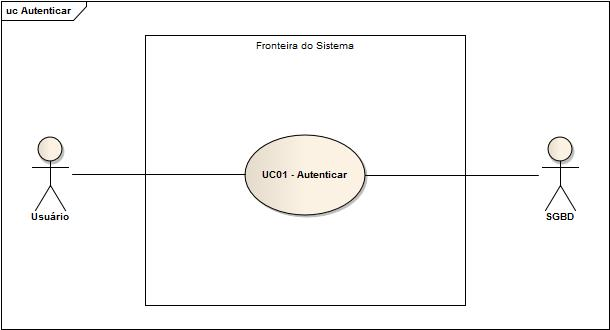 uc Autenticar
Fronteira do Sistema
UC01 - Autenticar
Usuário
SGBD